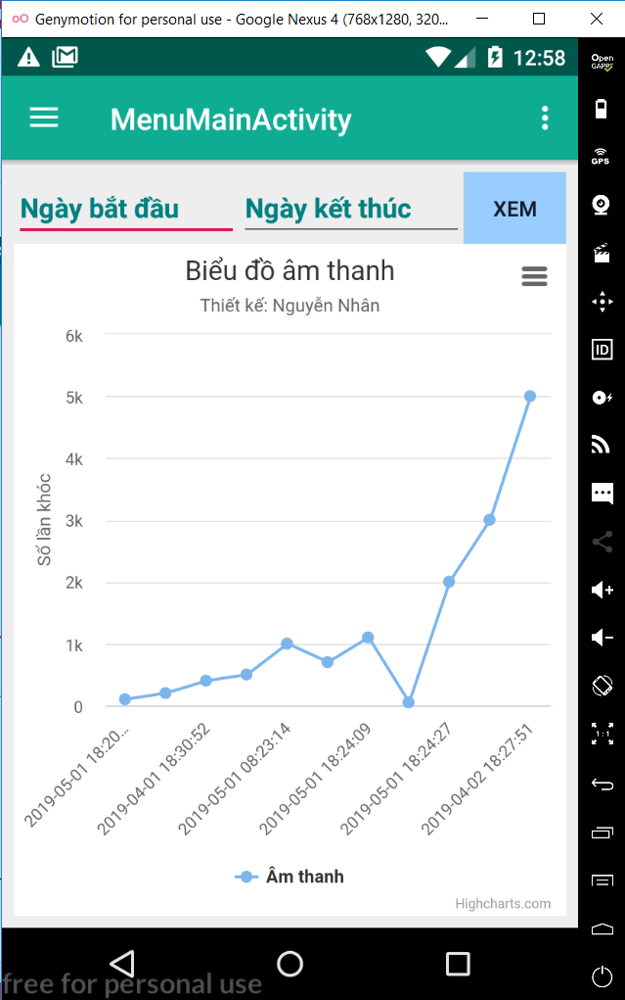 Genymotion for personal use - Google Nexus 4 (768x1280, 320...
12:58
Open
GAPPS
MenuMainActivity
GPS
Ngày bắt đầu
Ngày kết thúc
XEM
Biểu đồ âm thanh
Thiết kế: Nguyễn Nhân
ID
Số lần khóc
6k
5k
4k
3k
2k
1k
0
2019-05-01 18:20...
2019-04-01 18:30:52
2019-05-01 08:23:14
2019-05-01 18:24:09
2019-05-01 18:24:27
2019-04-02 18:27:51
1:1
Âm thanh
Highcharts.com
free for personal use